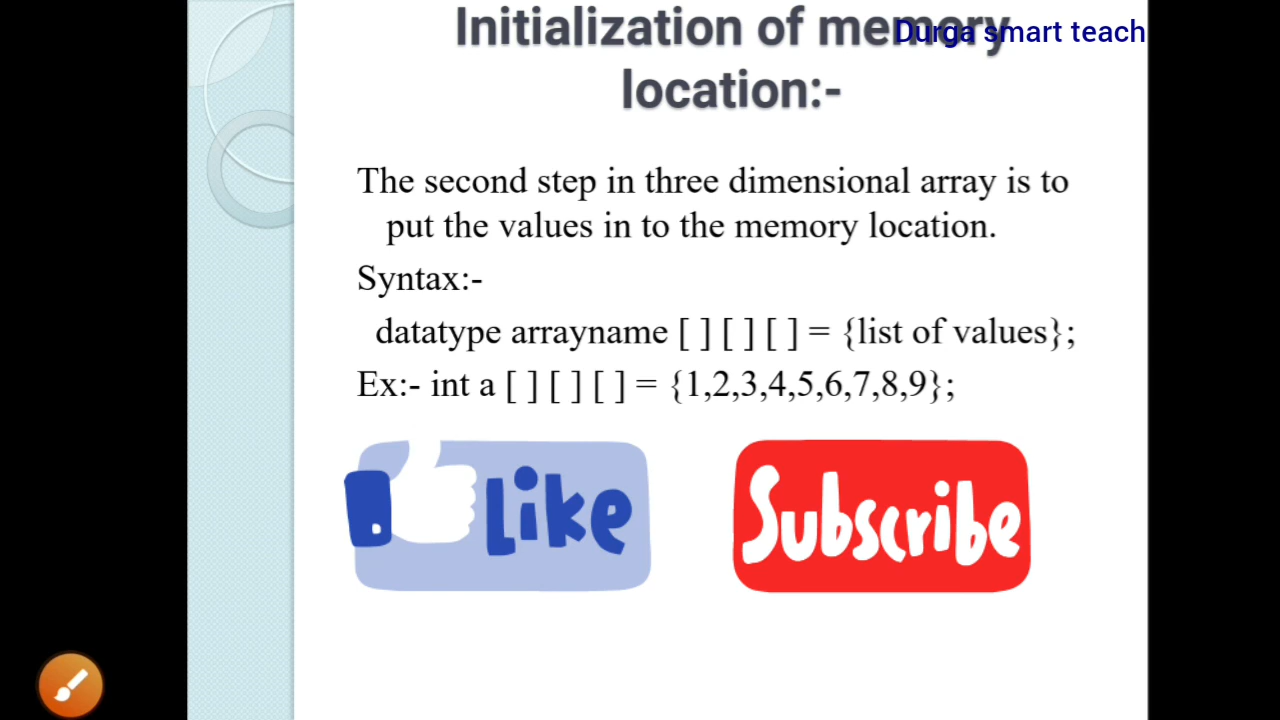 Initialization of memory
Durga smart teach
location:-
The second step in three dimensional array is to
put the values in to the memory location.
Syntax:-
datatype arrayname [ ] [ ] [ ] = {list of values};
Ex:- int a [ ] [ ] [ ] = {1,2,3,4,5,6,7,8,9};
Like
Subscribe